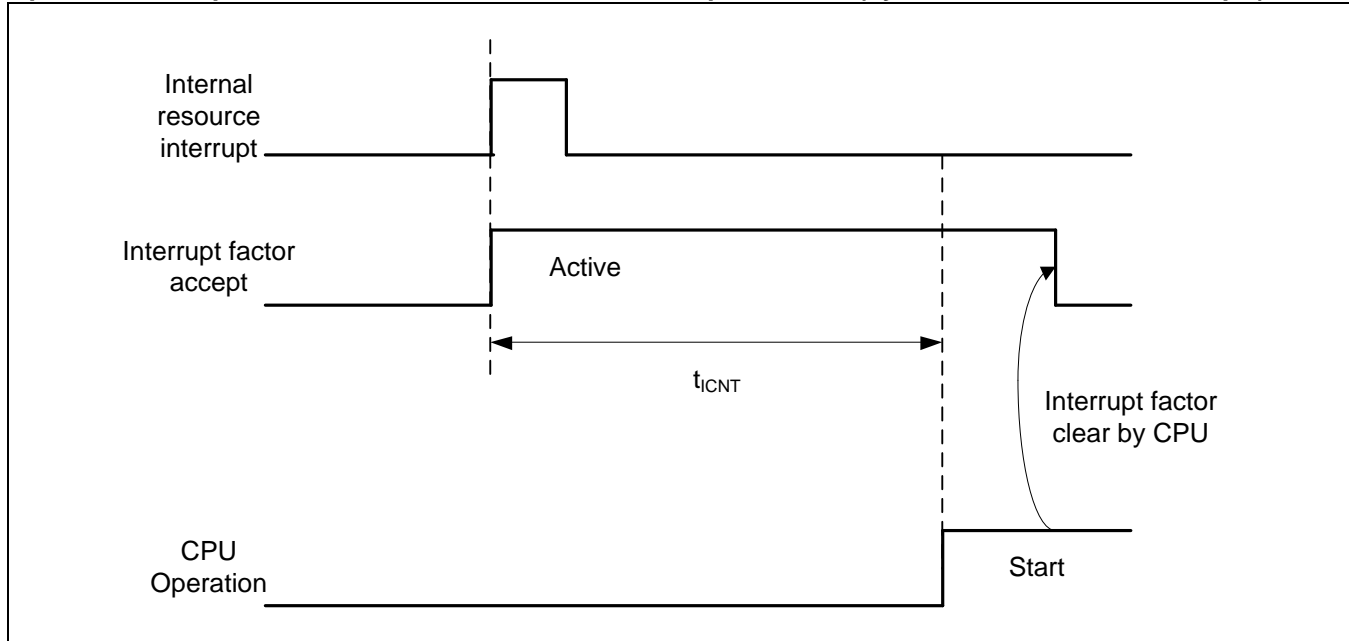 Internal
resource
interrupt
Interrupt factor
accept
Active
tICNT
Interrupt factor
clear by CPU
CPU
Operation
Start